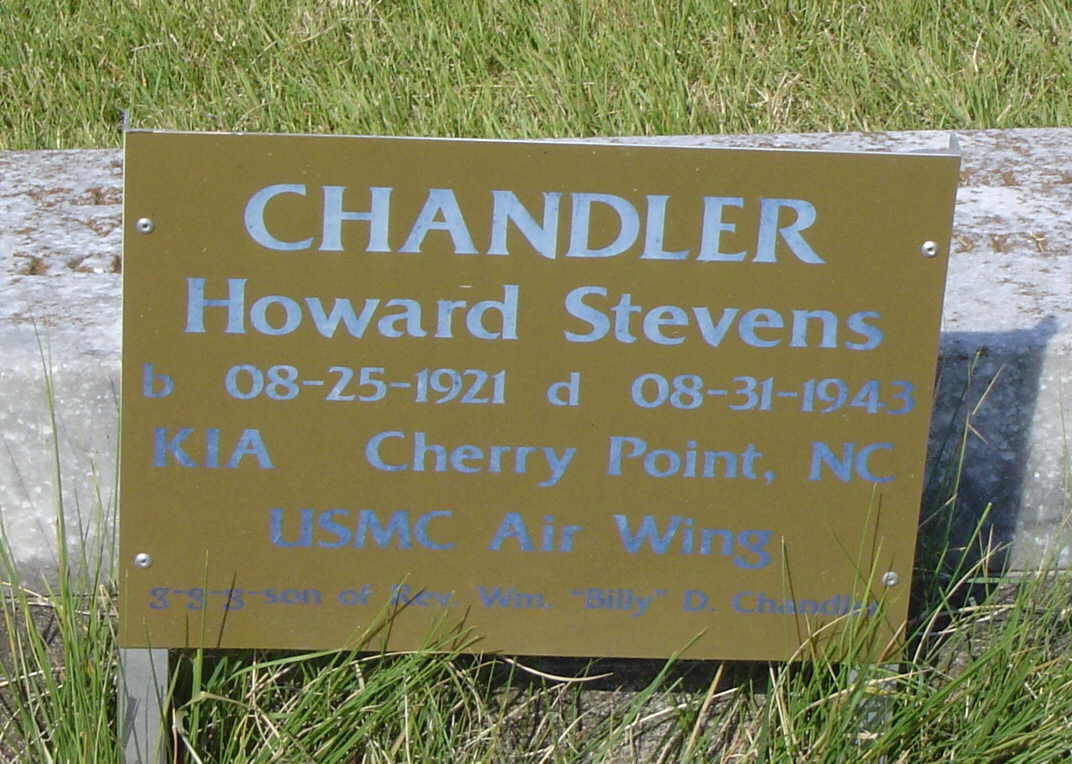 CHANDLER
Howard Stevens
b 08-25-1921 d 08-31-1943
KIA Cherry Point, NC
USMC Air Wing
g-g-g-son of Rev. Wm. "Billy" D. Chandler